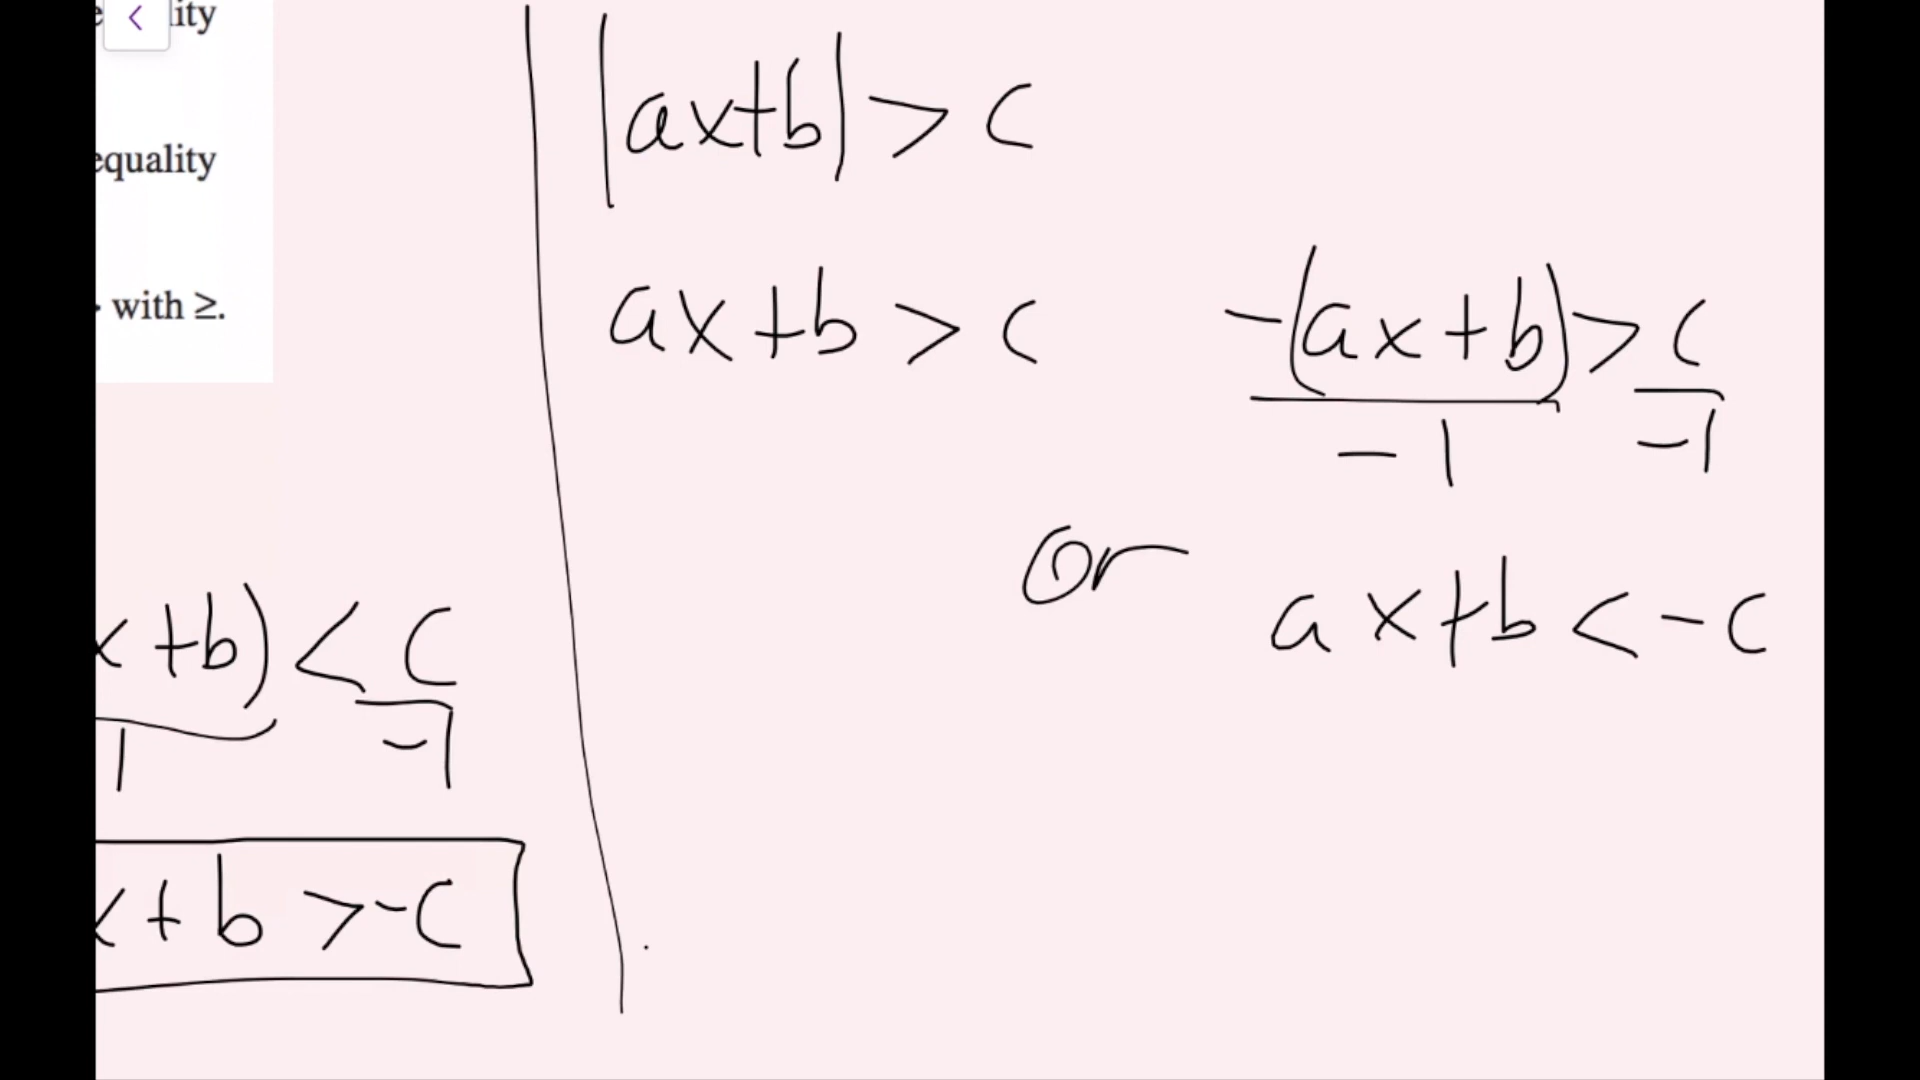 ity
equality
with ≥.
x+b) < c
1 -1
x+b > -c
|ax+b| > c
ax+b > c -(ax+b) > c
-1 -1
or
ax+b < -c